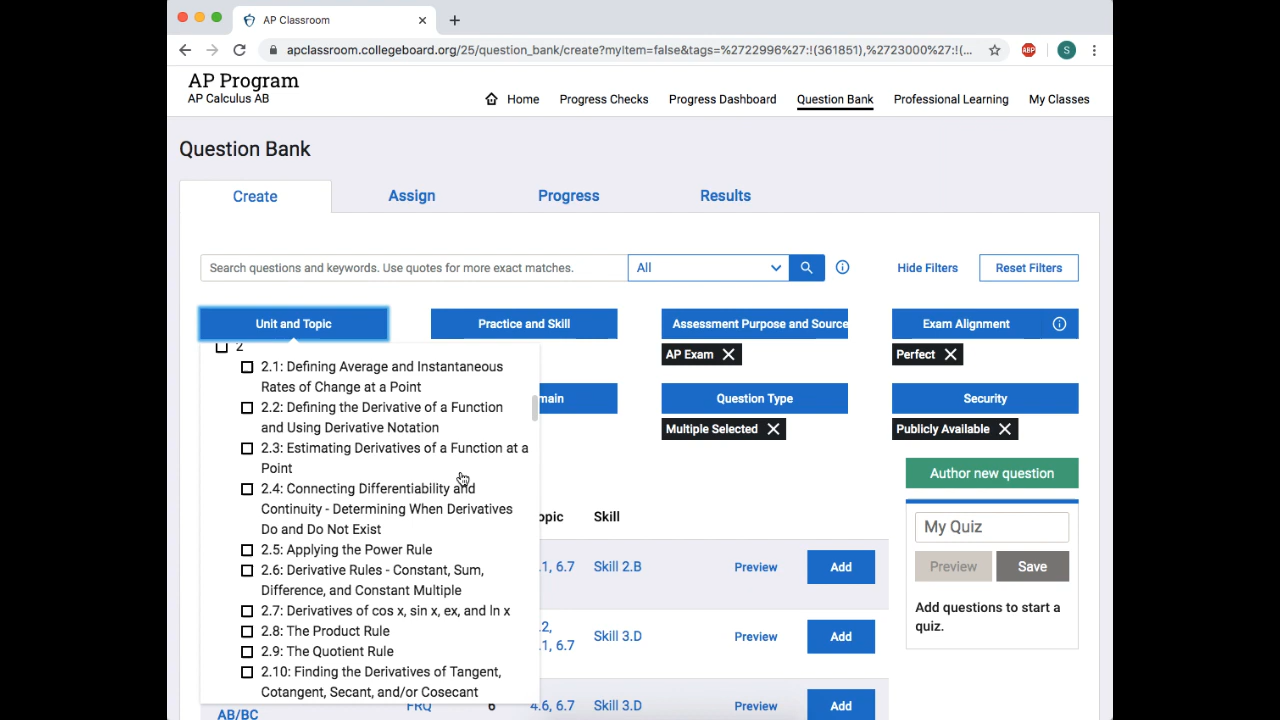 AP Classroom
apclassroom.collegeboard.org/25/question_bank/create?myItem=false&tags=%2722996%27:!(361851),%2723000%27:!(...
ABP
S
AP Program
AP Calculus AB
Home Progress Checks Progress Dashboard Question Bank Professional Learning My Classes
Question Bank
Create Assign Progress Results
Search questions and keywords. Use quotes for more exact matches. All Hide Filters Reset Filters
Unit and Topic Practice and Skill Assessment Purpose and Source Exam Alignment
AP Exam Perfect
main Question Type Security
Multiple Selected Publicly Available
2
2.1: Defining Average and Instantaneous
Rates of Change at a Point
2.2: Defining the Derivative of a Function
and Using Derivative Notation
2.3: Estimating Derivatives of a Function at a
Point
2.4: Connecting Differentiability and
Continuity - Determining When Derivatives
Do and Do Not Exist
2.5: Applying the Power Rule
2.6: Derivative Rules - Constant, Sum,
Difference, and Constant Multiple
2.7: Derivatives of cos x, sin x, ex, and ln x
2.8: The Product Rule
2.9: The Quotient Rule
2.10: Finding the Derivatives of Tangent,
Cotangent, Secant, and/or Cosecant
opic Skill
.1, 6.7 Skill 2.B Preview Add
.2,
.1, 6.7 Skill 3.D Preview Add
AB/BC FRQ 6 4.6, 6.7 Skill 3.D Preview Add
Author new question
My Quiz
Preview Save
Add questions to start a
quiz.